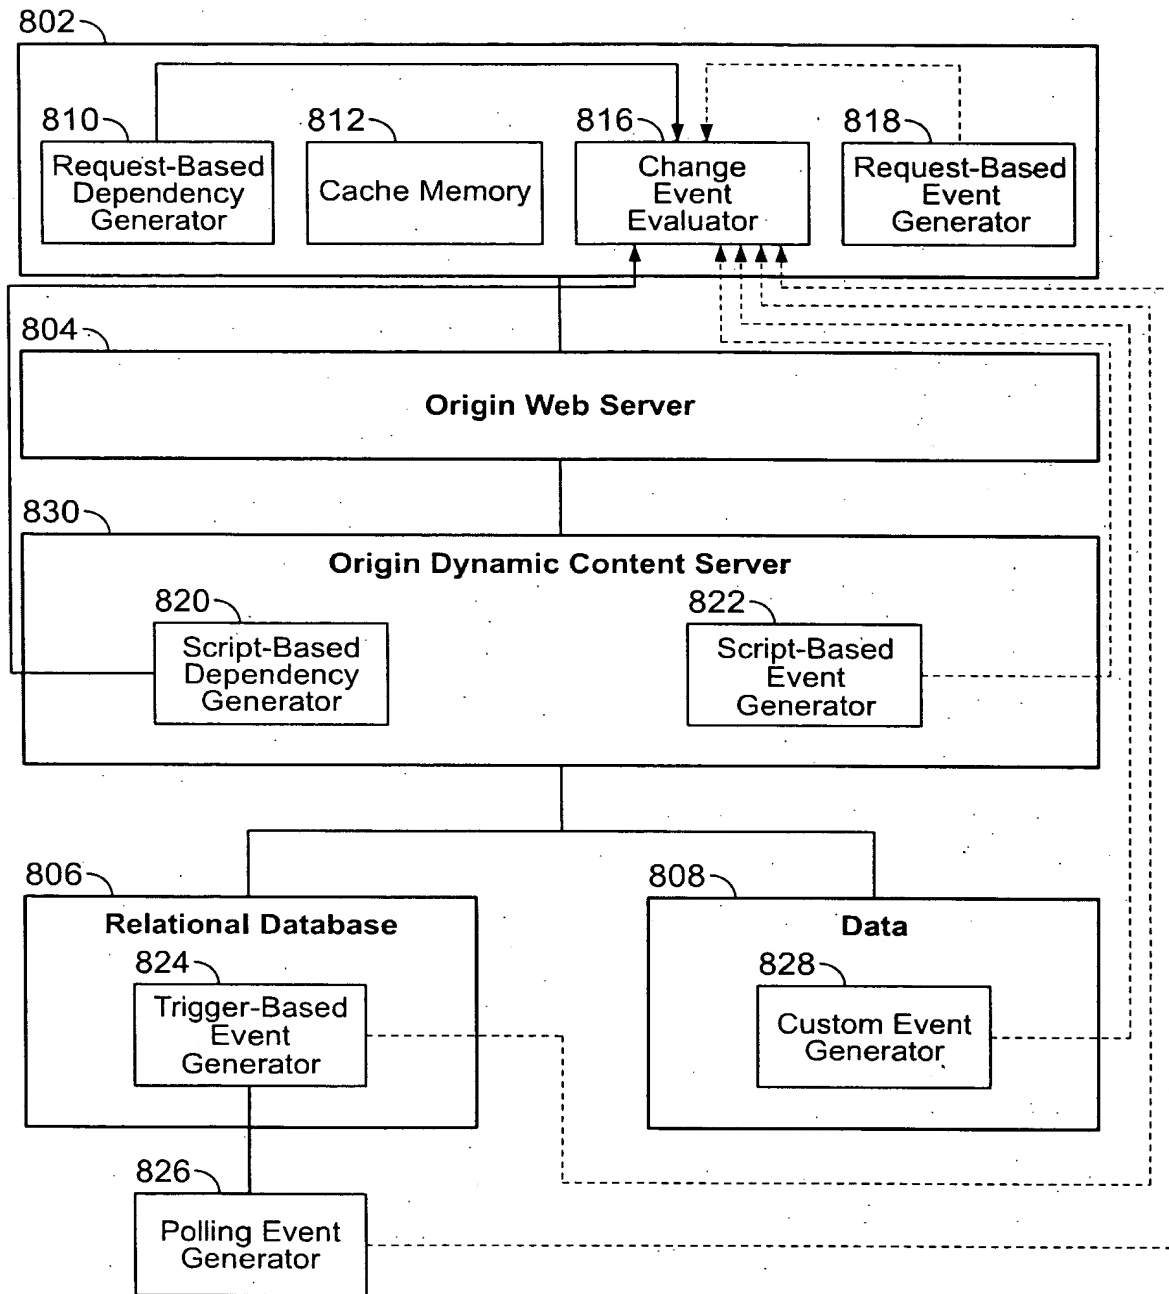 802
810
812
816
818
Request-Based
Dependency
Generator
Cache Memory
Change
Event
Evaluator
Request-Based
Event
Generator
804
Origin Web Server
830
Origin Dynamic Content Server
820
822
Script-Based
Dependency
Generator
Script-Based
Event
Generator
806
808
Relational Database
Data
824
828
Trigger-Based
Event
Generator
Custom Event
Generator
826
Polling Event
Generator